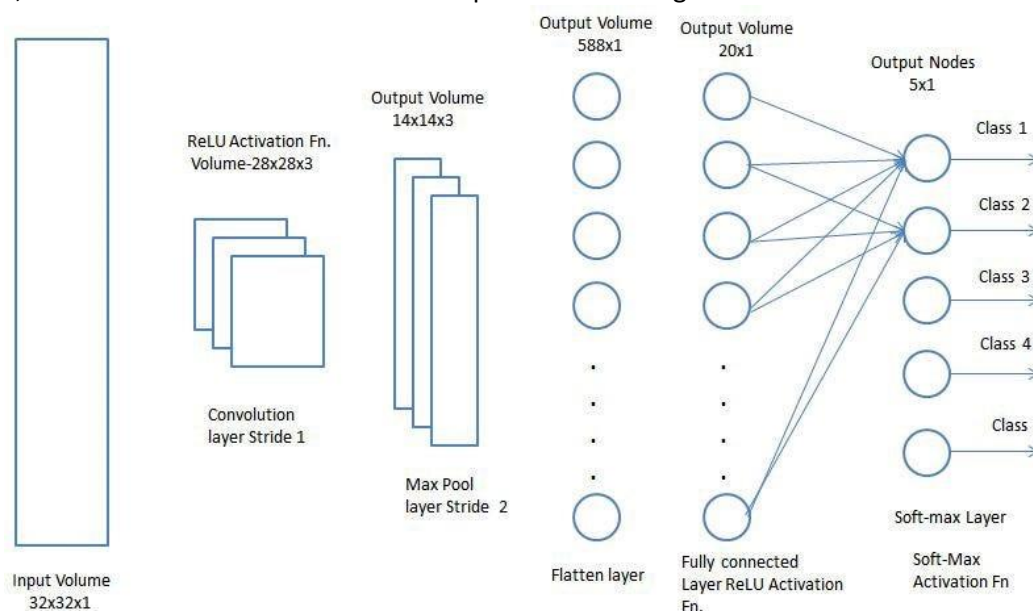 Input Volume
32x32x1
ReLU Activation Fn.
Volume-28x28x3
Convolution
layer Stride 1
Output Volume
14x14x3
Max Pool
layer Stride 2
Output Volume
588x1
Flatten layer
Output Volume
20x1
Fully connected
Layer ReLU Activation
Fn.
Output Nodes
5x1
Class 1
Class 2
Class 3
Class 4
Class
Soft-max Layer
Soft-Max
Activation Fn